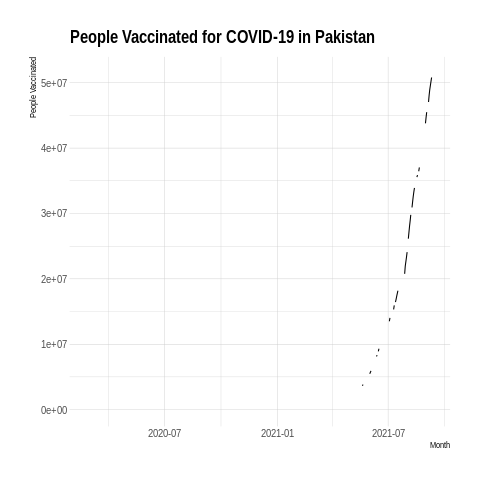 People Vaccinated for COVID-19 in Pakistan
People Vaccinated
5e+07
4e+07
3e+07
2e+07
1e+07
0e+00
2020-07 2021-01 2021-07
Month